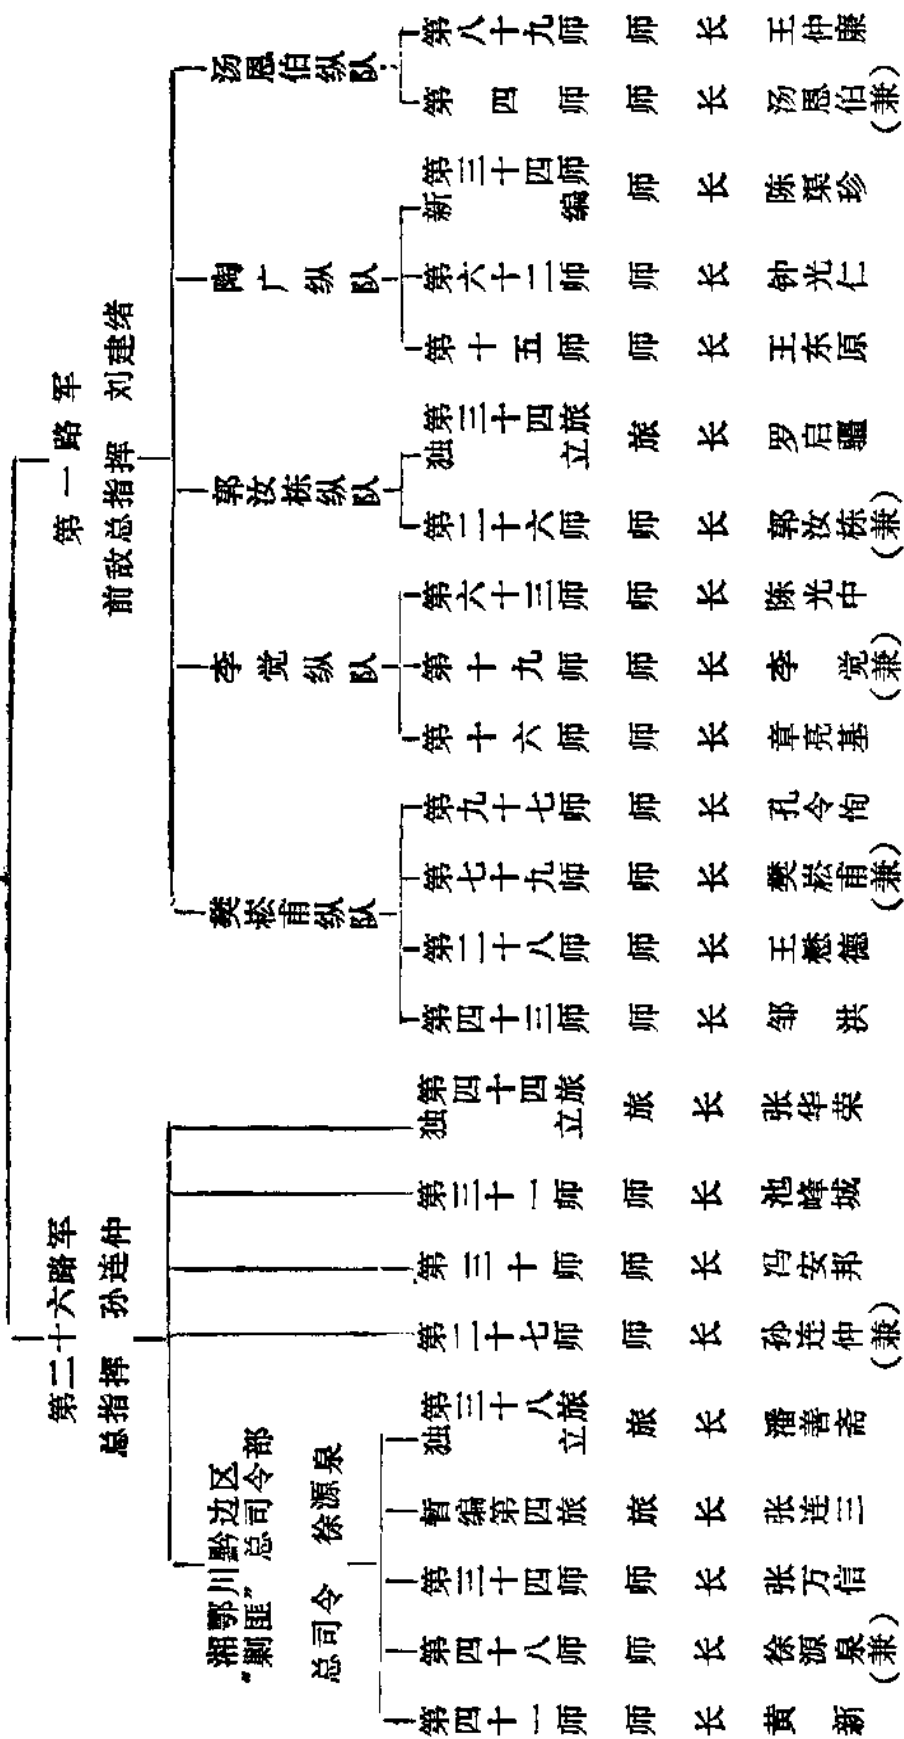 第一路军
前敌总指挥 刘建绪
汤恩伯纵队
第八十九师 师长 王仲廉
第四师 师长 汤恩伯(兼)
陶广纵队
新编第三十四师 师长 陈渠珍
第六十二师 师长 钟光仁
第十五师 师长 王东原
郭汝栋纵队
独立第三十四旅 旅长 罗启疆
第二十六师 师长 郭汝栋(兼)
李觉纵队
第六十三师 师长 陈光中
第十九师 师长 李觉(兼)
第十六师 师长 章亮基
樊崧甫纵队
第九十七师 师长 孔令恂
第七十九师 师长 樊崧甫(兼)
第二十八师 师长 王懋德
第四十三师 师长 邹洪
第二十六路军
总指挥 孙连仲
独立第四十四旅 旅长 张华荣
第三十一师 师长 池峰城
第三十师 师长 冯安邦
第二十七师 师长 孙连仲(兼)
湘鄂川黔边区
“剿匪”总司令部
总司令 徐源泉
独立第三十八旅 旅长 潘善斋
暂编第四旅 旅长 张连三
第三十四师 师长 张万信
第四十八师 师长 徐源泉(兼)
第四十一师 师长 黄新